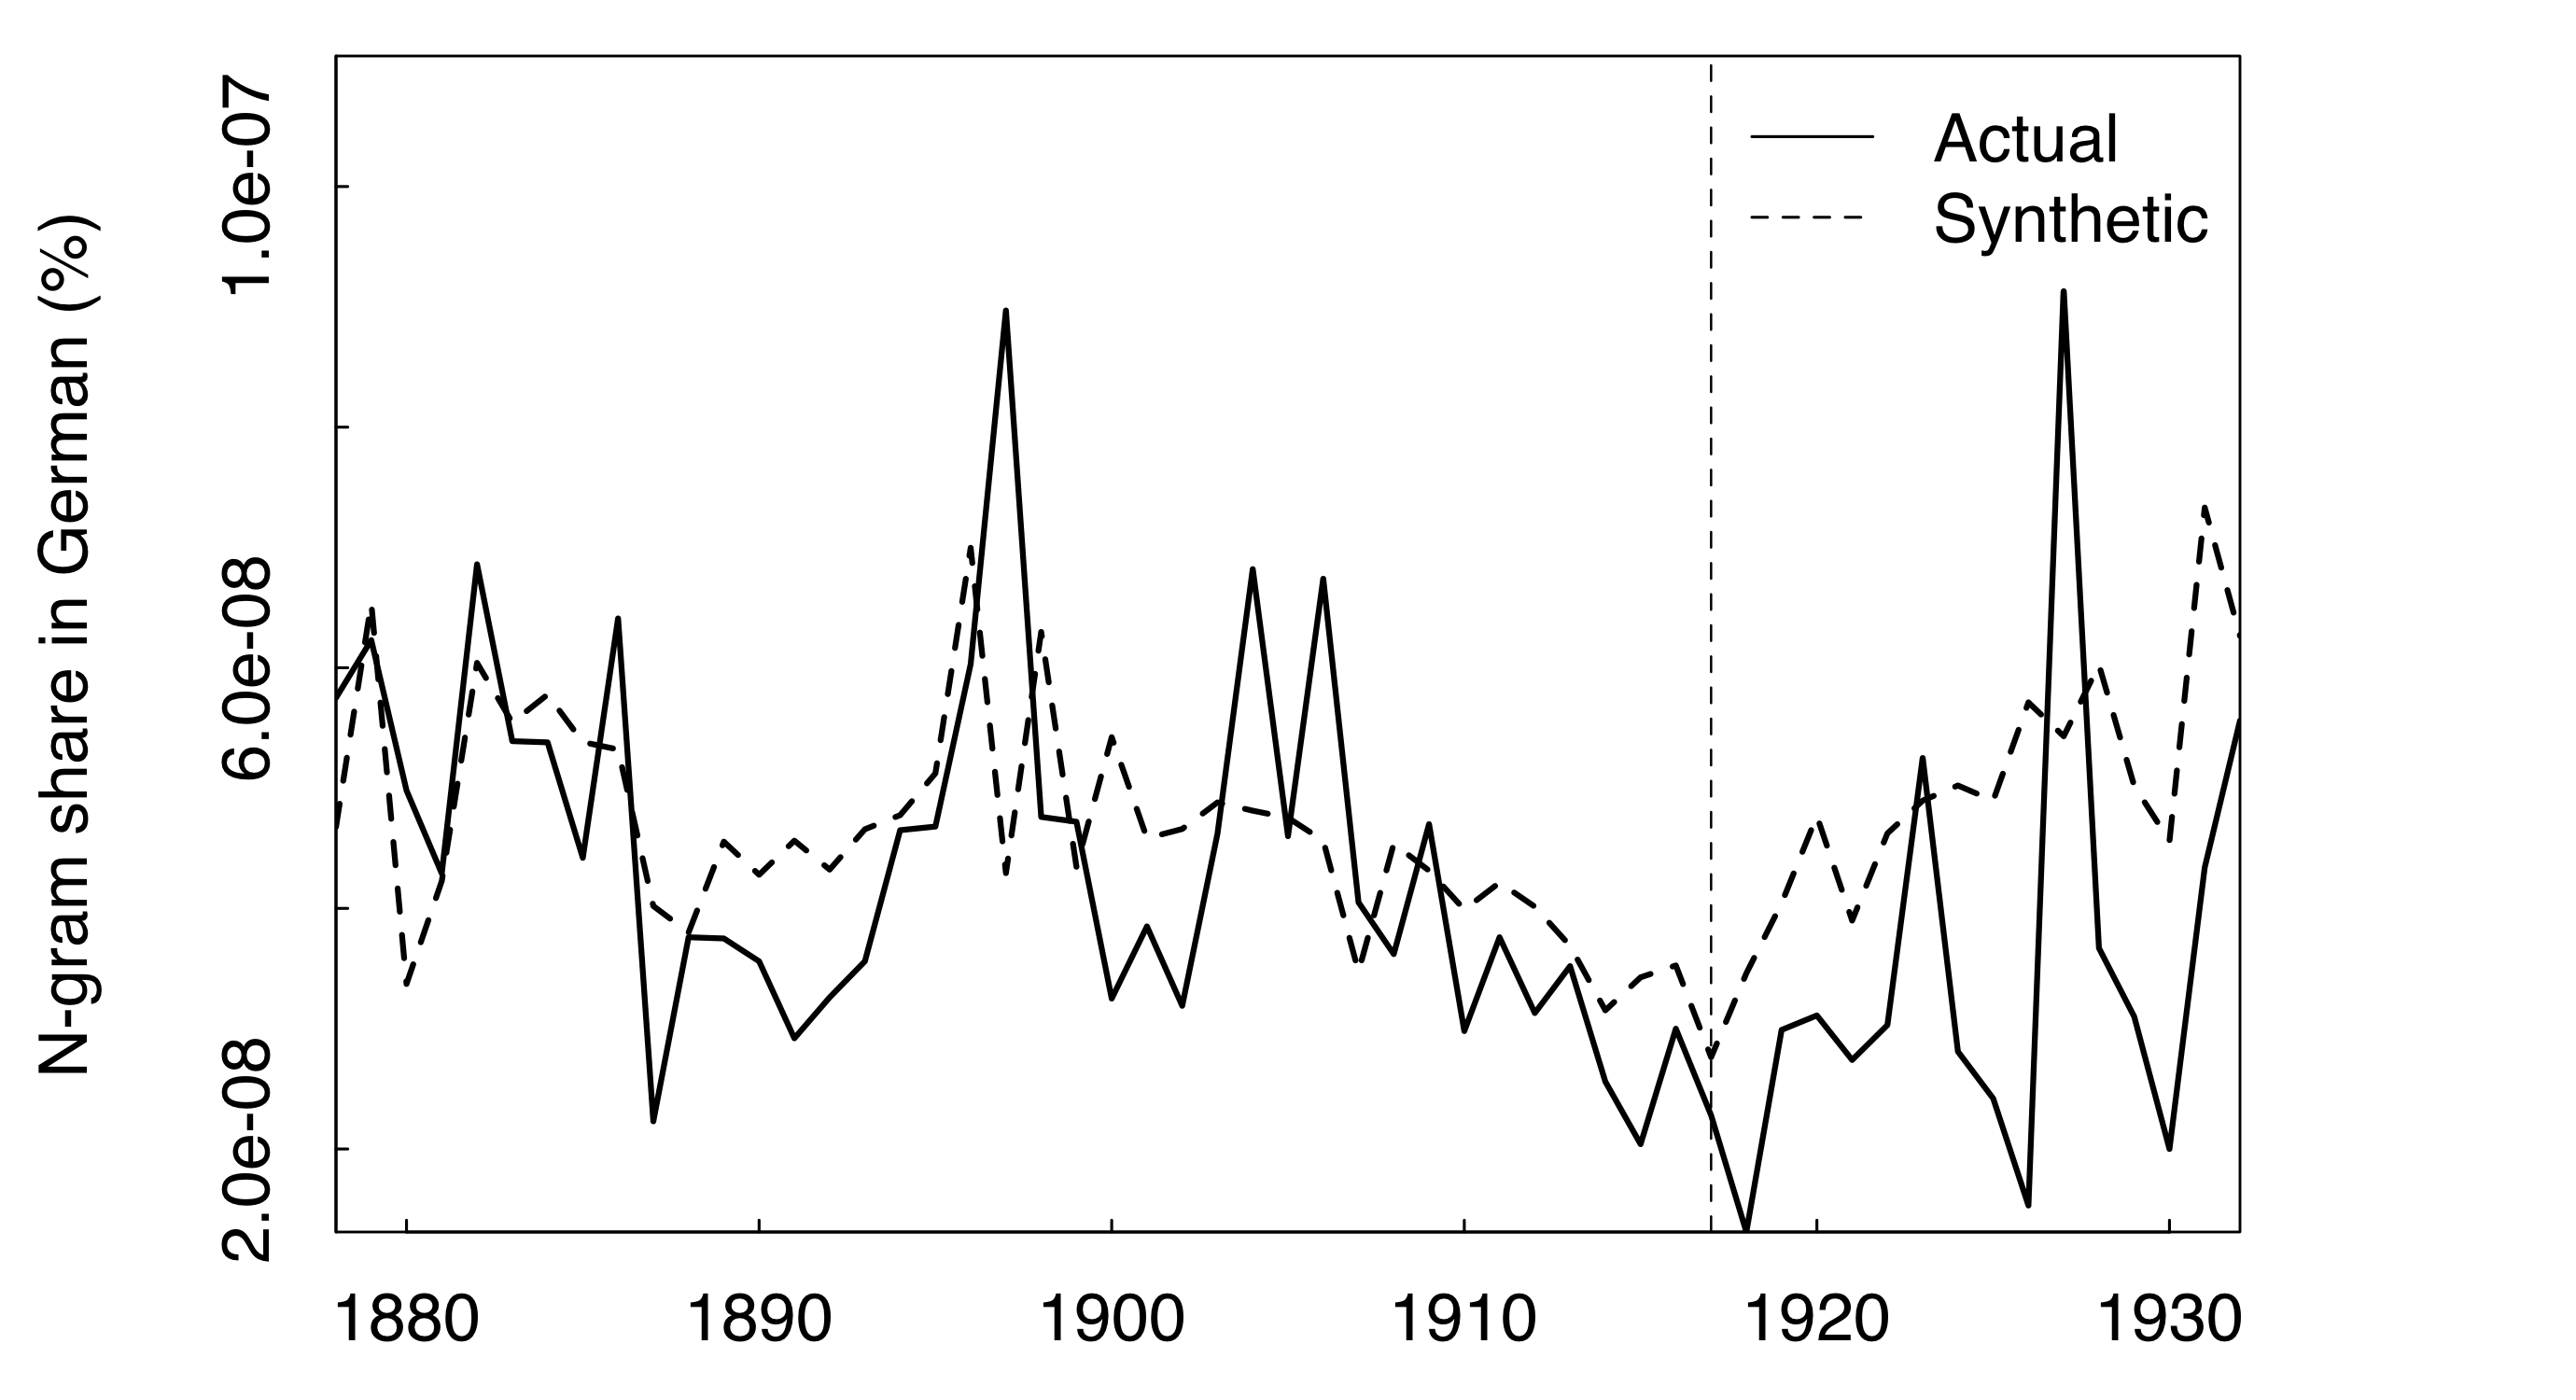 N-gram share in German (%)
1.0e-07
6.0e-08
2.0e-08
Actual
Synthetic
1880 1890 1900 1910 1920 1930